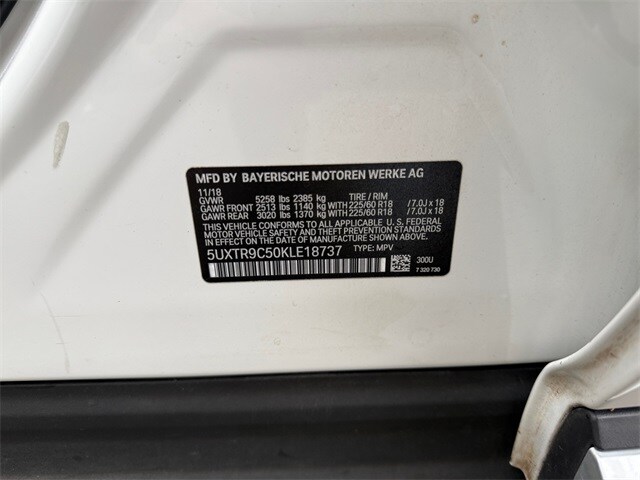 MFD BY BAYERISCHE MOTOREN WERKE AG
11/18
GVWR 5258 lbs 2385 kg TIRE / RIM
GAWR FRONT 2513 lbs 1140 kg WITH 225/60 R18 /7.0J x 18
GAWR REAR 3020 lbs 1370 kg WITH 225/60 R18 /7.0J x 18
THIS VEHICLE CONFORMS TO ALL APPLICABLE U. S. FEDERAL
MOTOR VEHICLE SAFETY, BUMPER, AND THEFT PREVENTION
STANDARDS IN EFFECT ON THE DATE OF MANUFACTURE SHOWN ABOVE.
5UXTR9C50KLE18737 TYPE: MPV
300U
7 320 730